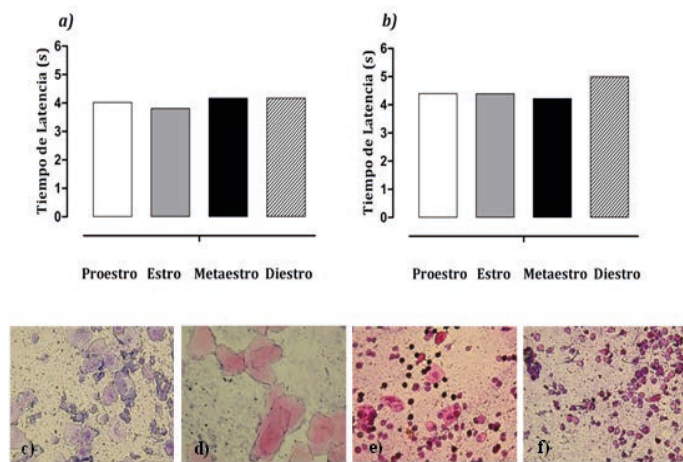 a)
Tiempo de Latencia (s)
6
5
4
3
2
1
0
Proestro Estro Metaestro Diestro
b)
Tiempo de Latencia (s)
6
5
4
3
2
1
0
Proestro Estro Metaestro Diestro
c) d) e) f)